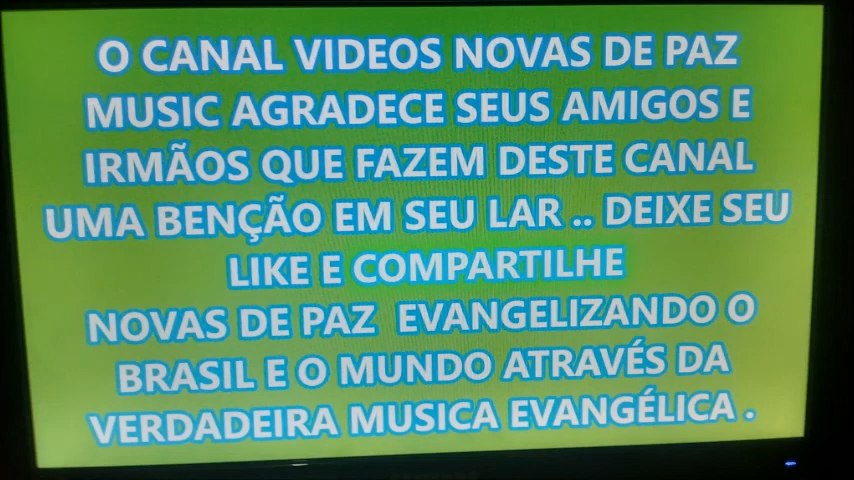 O CANAL VIDEOS NOVAS DE PAZ
MUSIC AGRADECE SEUS AMIGOS E
IRMÃOS QUE FAZEM DESTE CANAL
UMA BENÇÃO EM SEU LAR .. DEIXE SEU
LIKE E COMPARTILHE
NOVAS DE PAZ EVANGELIZANDO O
BRASIL E O MUNDO ATRAVÉS DA
VERDADEIRA MUSICA EVANGÉLICA .